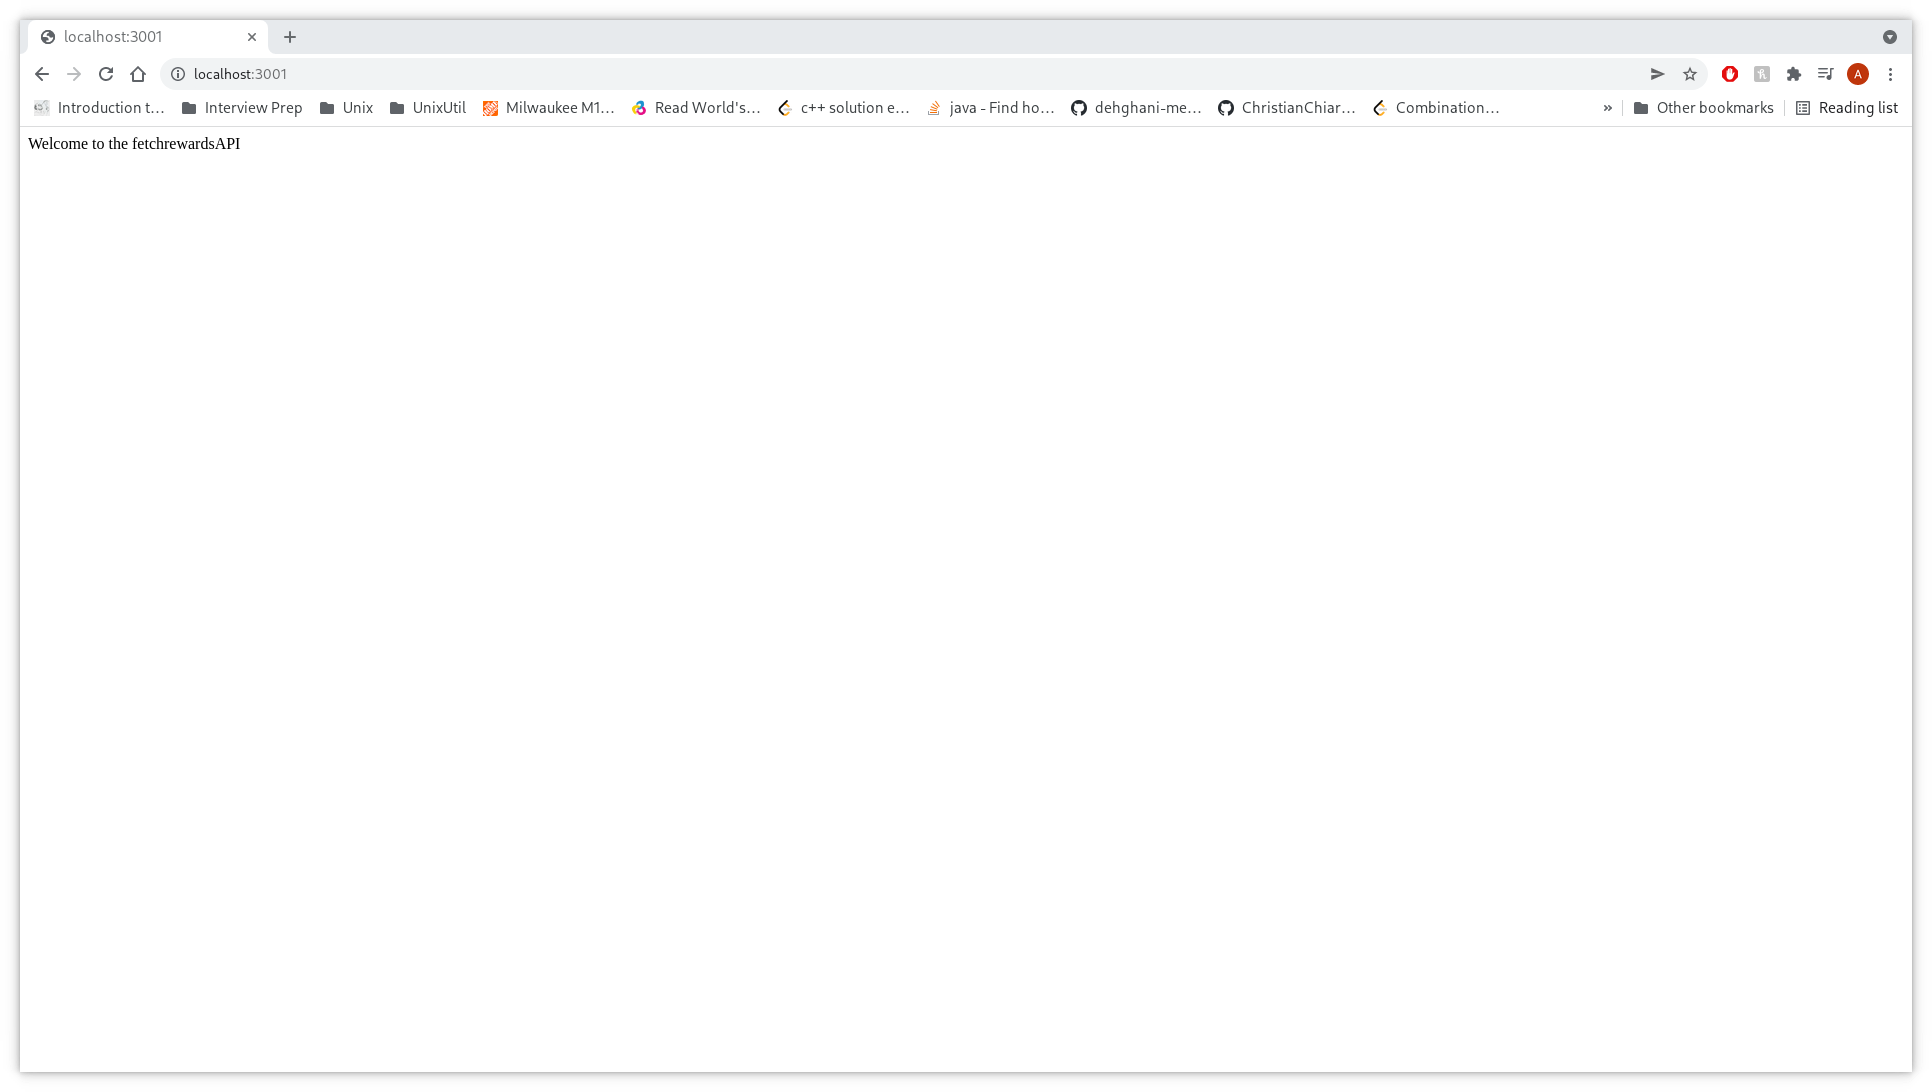 localhost:3001
localhost:3001
A
Introduction t... Interview Prep Unix UnixUtil Milwaukee M1... Read World's... c++ solution e... java - Find ho... dehghani-me... ChristianChiar... Combination... » Other bookmarks Reading list
Welcome to the fetchrewardsAPI